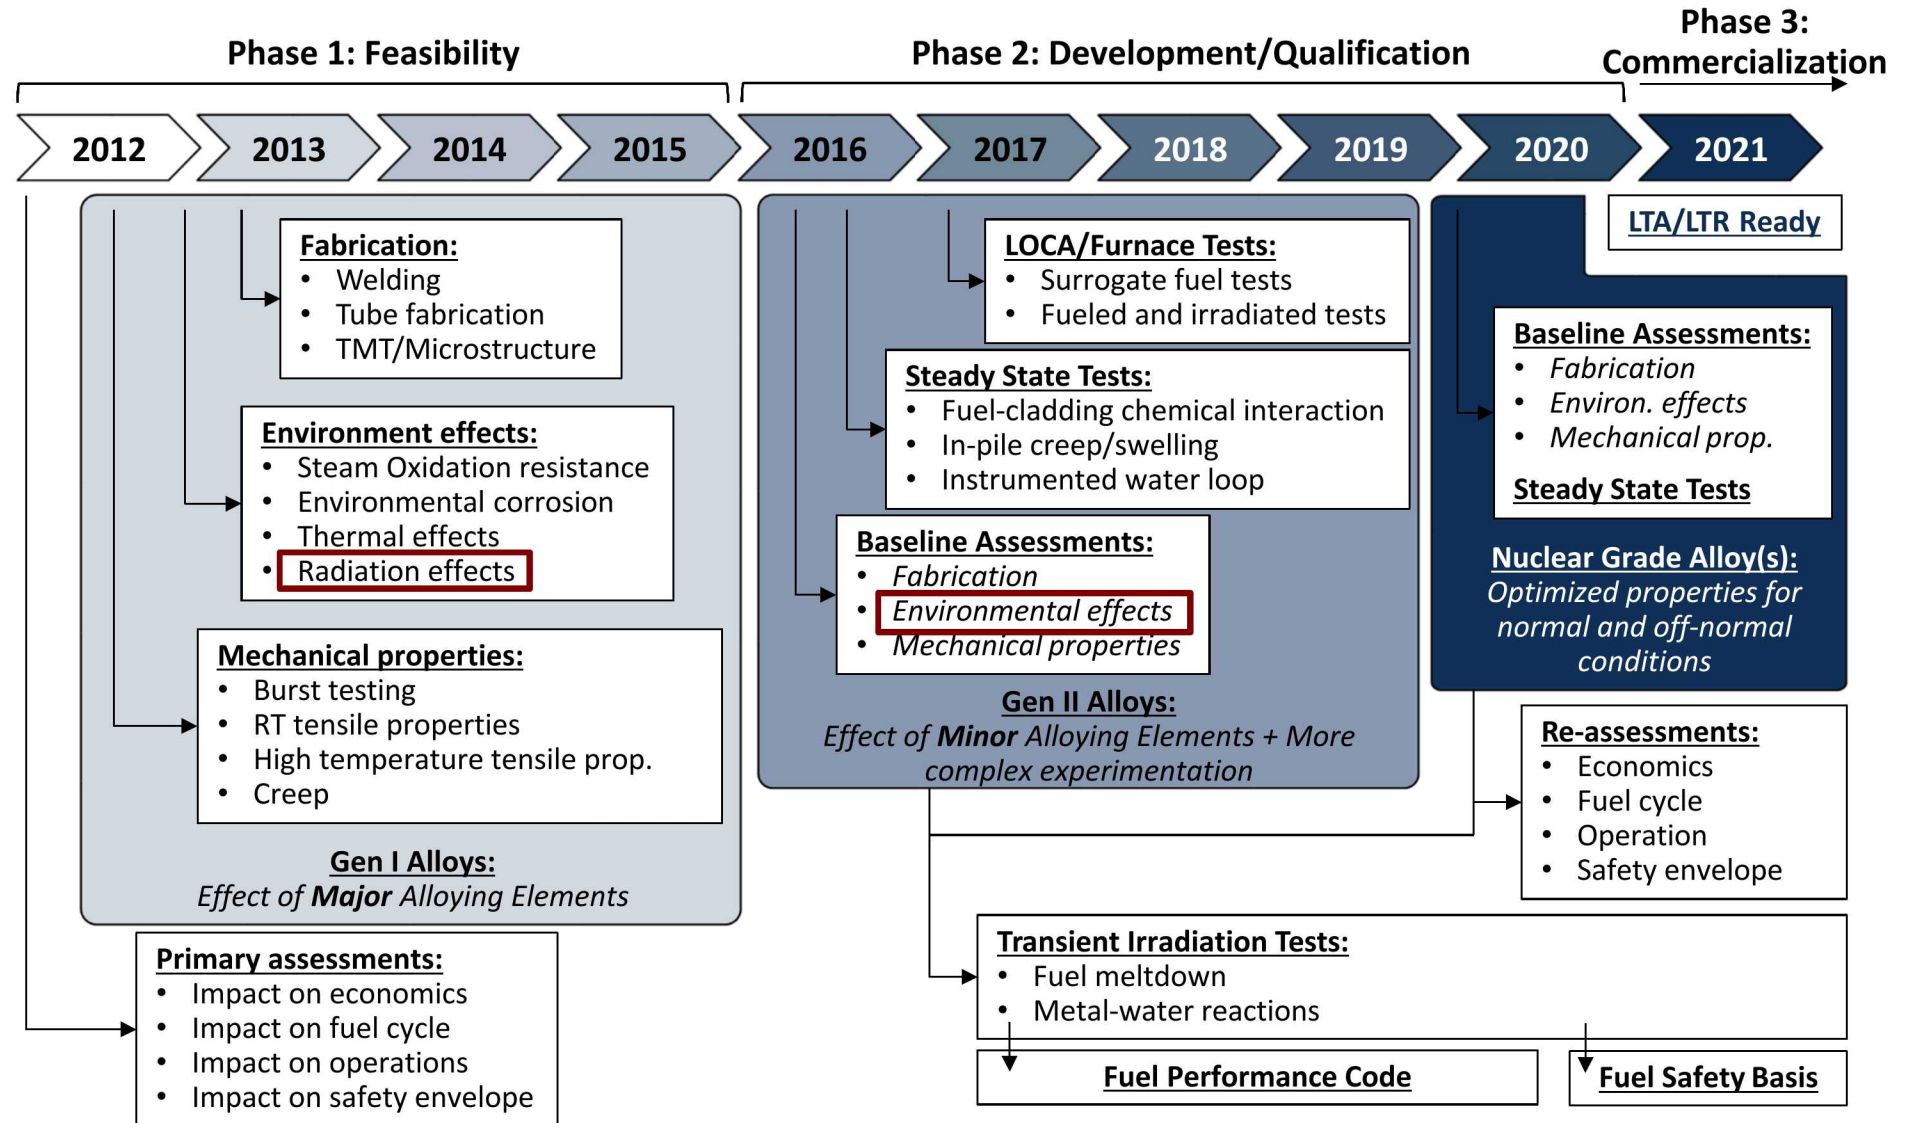 Phase 1: Feasibility
Phase 2: Development/Qualification
Phase 3:
Commercialization
2012
2013
2014
2015
2016
2017
2018
2019
2020
2021
Fabrication:
• Welding
• Tube fabrication
• TMT/Microstructure
Environment effects:
• Steam Oxidation resistance
• Environmental corrosion
• Thermal effects
• Radiation effects
Mechanical properties:
• Burst testing
• RT tensile properties
• High temperature tensile prop.
• Creep
Gen I Alloys:
Effect of Major Alloying Elements
Primary assessments:
• Impact on economics
• Impact on fuel cycle
• Impact on operations
• Impact on safety envelope
LOCA/Furnace Tests:
• Surrogate fuel tests
• Fueled and irradiated tests
Steady State Tests:
• Fuel-cladding chemical interaction
• In-pile creep/swelling
• Instrumented water loop
Baseline Assessments:
• Fabrication
• Environmental effects
• Mechanical properties
Gen II Alloys:
Effect of Minor Alloying Elements + More
complex experimentation
LTA/LTR Ready
Baseline Assessments:
• Fabrication
• Environ. effects
• Mechanical prop.
Steady State Tests
Nuclear Grade Alloy(s):
Optimized properties for
normal and off-normal
conditions
Re-assessments:
• Economics
• Fuel cycle
• Operation
• Safety envelope
Transient Irradiation Tests:
• Fuel meltdown
• Metal-water reactions
Fuel Performance Code
Fuel Safety Basis